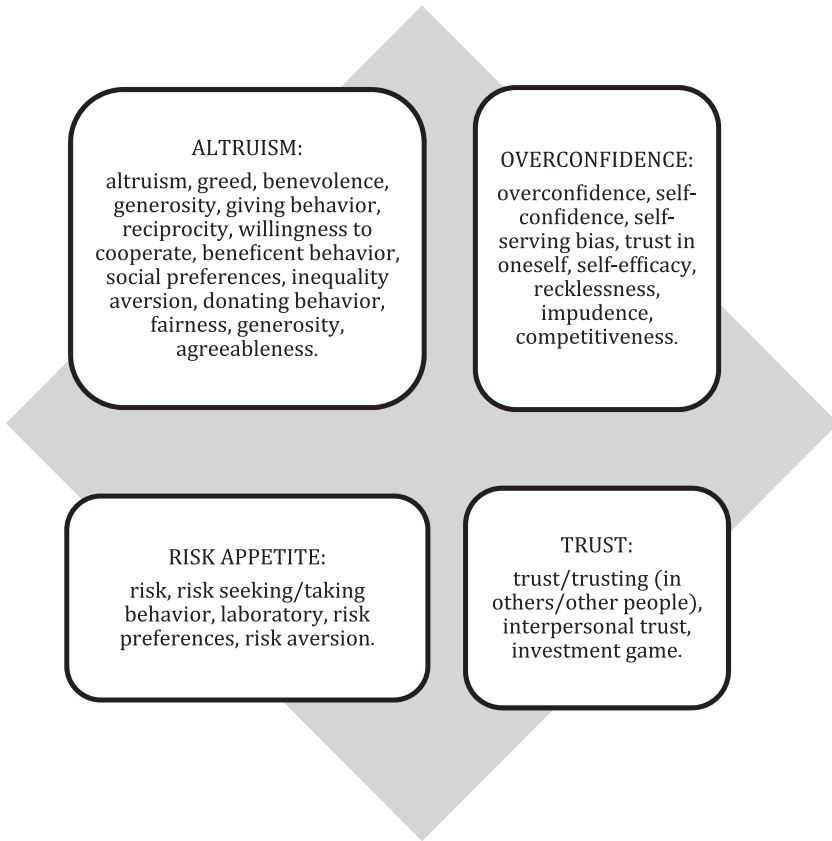 ALTRUISM:
altruism, greed, benevolence,
generosity, giving behavior,
reciprocity, willingness to
cooperate, beneficent behavior,
social preferences, inequality
aversion, donating behavior,
fairness, generosity,
agreeableness.
OVERCONFIDENCE:
overconfidence, self-
confidence, self-
serving bias, trust in
oneself, self-efficacy,
recklessness,
impudence,
competitiveness.
RISK APPETITE:
risk, risk seeking/taking
behavior, laboratory, risk
preferences, risk aversion.
TRUST:
trust/trusting (in
others/other people),
interpersonal trust,
investment game.